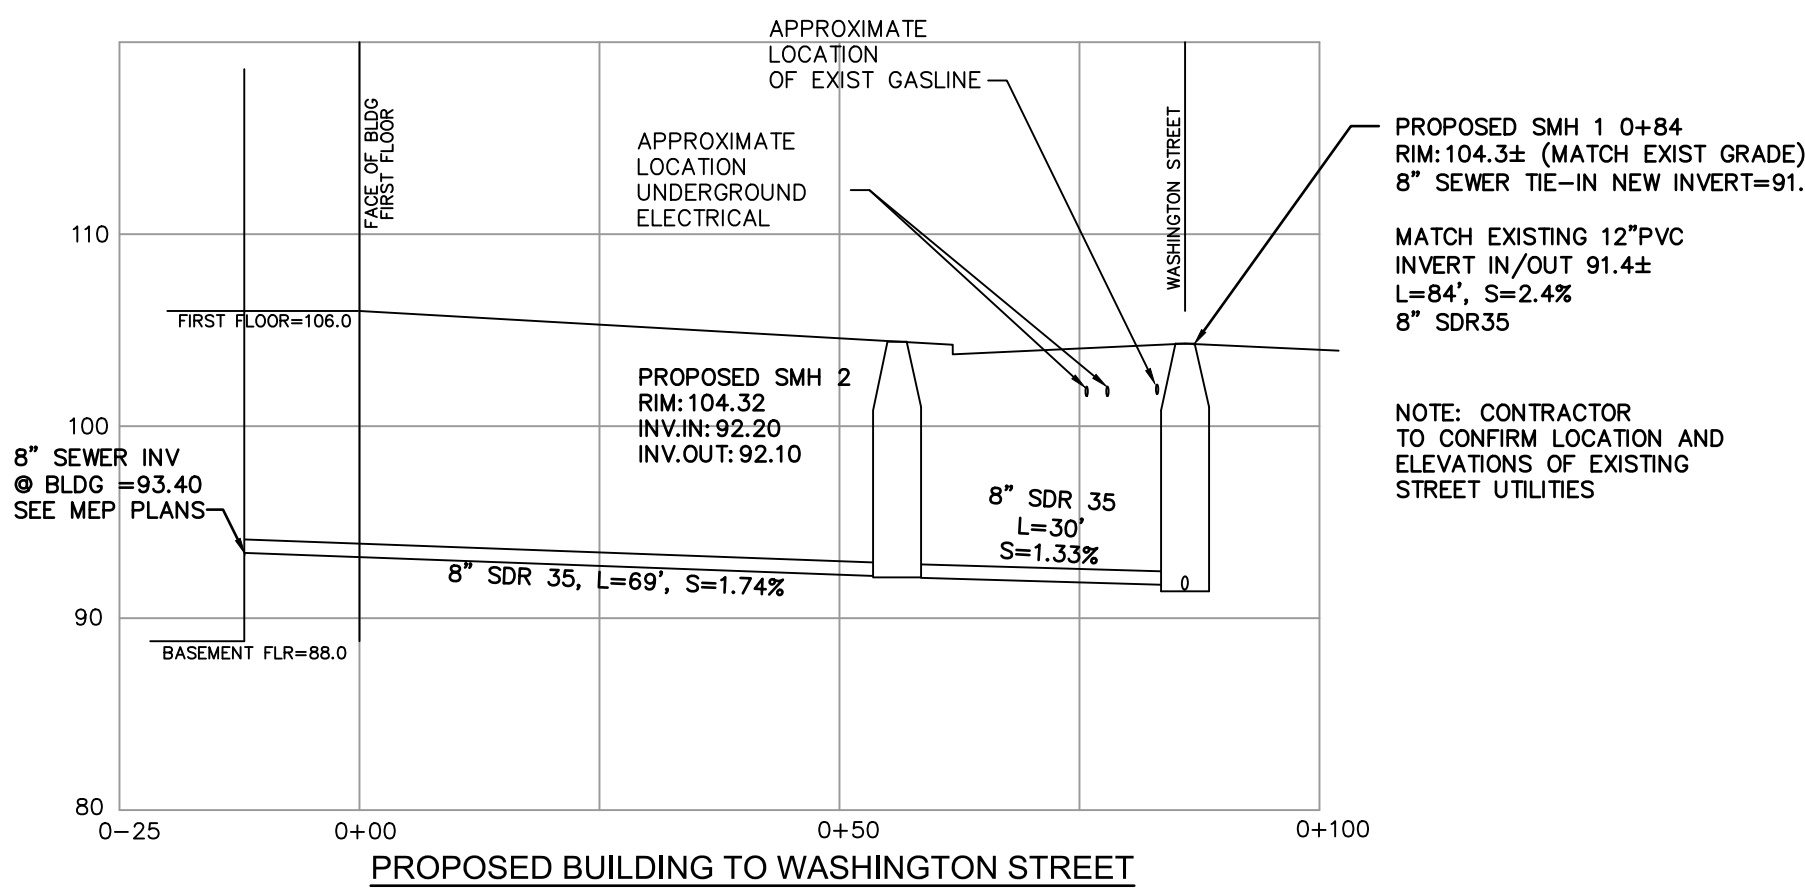 APPROXIMATE
LOCATION
OF EXIST GASLINE
FACE OF BLDG
FIRST FLOOR
APPROXIMATE
LOCATION
UNDERGROUND
ELECTRICAL
WASHINGTON STREET
PROPOSED SMH 1 0+84
RIM: 104.3± (MATCH EXIST GRADE)
8" SEWER TIE-IN NEW INVERT=91.
MATCH EXISTING 12"PVC
INVERT IN/OUT 91.4±
L=84', S=2.4%
8" SDR35
NOTE: CONTRACTOR
TO CONFIRM LOCATION AND
ELEVATIONS OF EXISTING
STREET UTILITIES
110
FIRST FLOOR=106.0
PROPOSED SMH 2
RIM: 104.32
INV.IN: 92.20
INV.OUT: 92.10
100
8" SEWER INV
@ BLDG =93.40
SEE MEP PLANS
8" SDR 35
L=30'
S=1.33%
8" SDR 35, L=69', S=1.74%
90
BASEMENT FLR=88.0
80
0-25
0+00
0+50
0+100
PROPOSED BUILDING TO WASHINGTON STREET